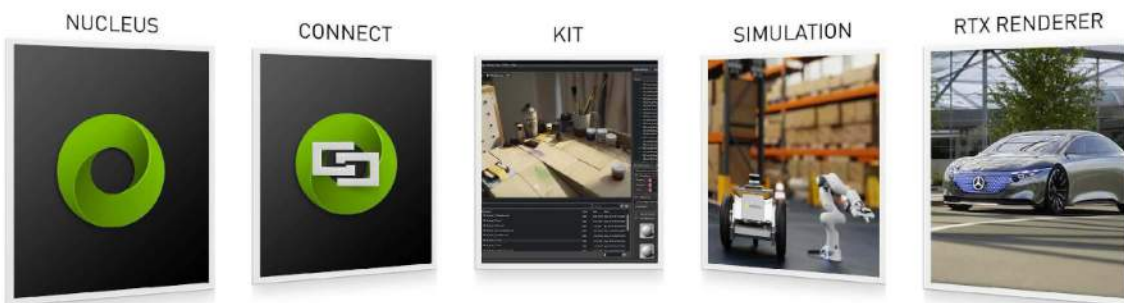 NUCLEUS
CONNECT
KIT
SIMULATION
RTX RENDERER